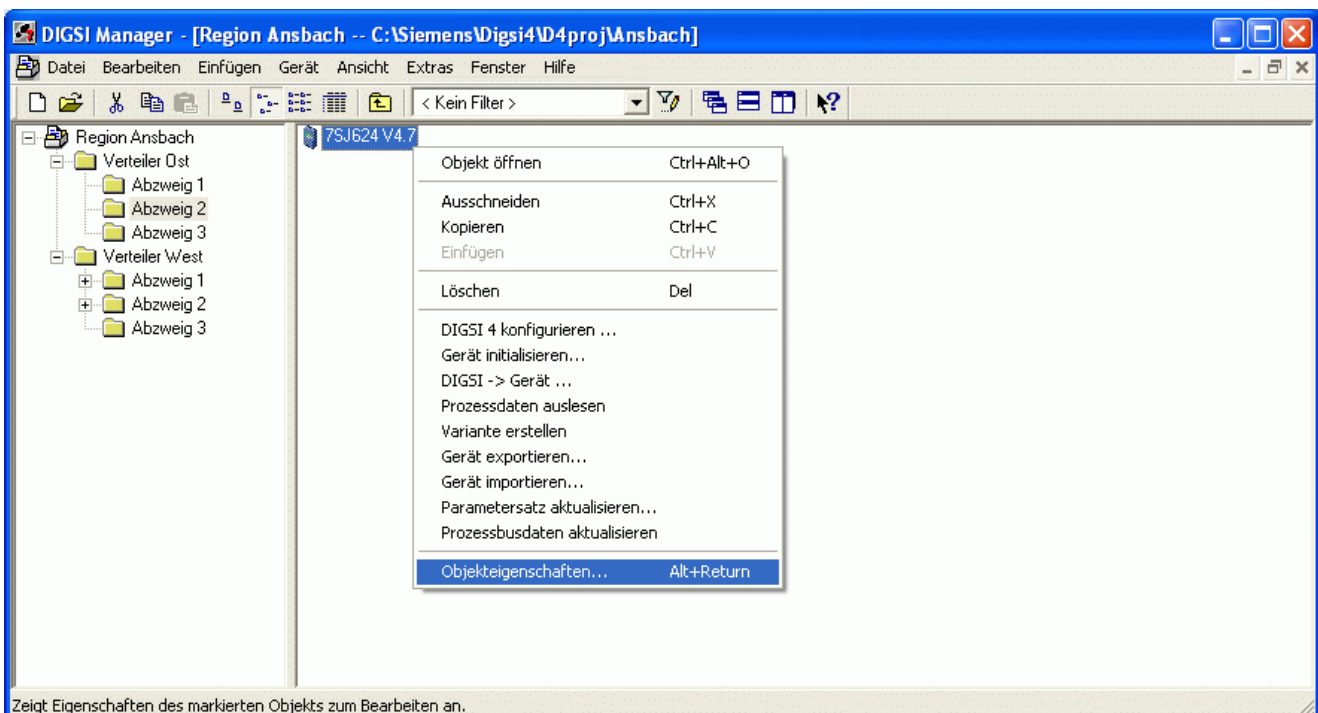 DIGSI Manager - [Region Ansbach -- C:\Siemens\Digsi4\D4proj\Ansbach]
Datei Bearbeiten Einfügen Gerät Ansicht Extras Fenster Hilfe
< Kein Filter >
Region Ansbach
Verteiler Ost
Abzweig 1
Abzweig 2
Abzweig 3
Verteiler West
Abzweig 1
Abzweig 2
Abzweig 3
7SJ624 V4.7
Objekt öffnen Ctrl+Alt+O
Ausschneiden Ctrl+X
Kopieren Ctrl+C
Einfügen Ctrl+V
Löschen Del
DIGSI 4 konfigurieren ...
Gerät initialisieren...
DIGSI -> Gerät ...
Prozessdaten auslesen
Variante erstellen
Gerät exportieren...
Gerät importieren...
Parametersatz aktualisieren...
Prozessbusdaten aktualisieren
Objekteigenschaften... Alt+Return
Zeigt Eigenschaften des markierten Objekts zum Bearbeiten an.